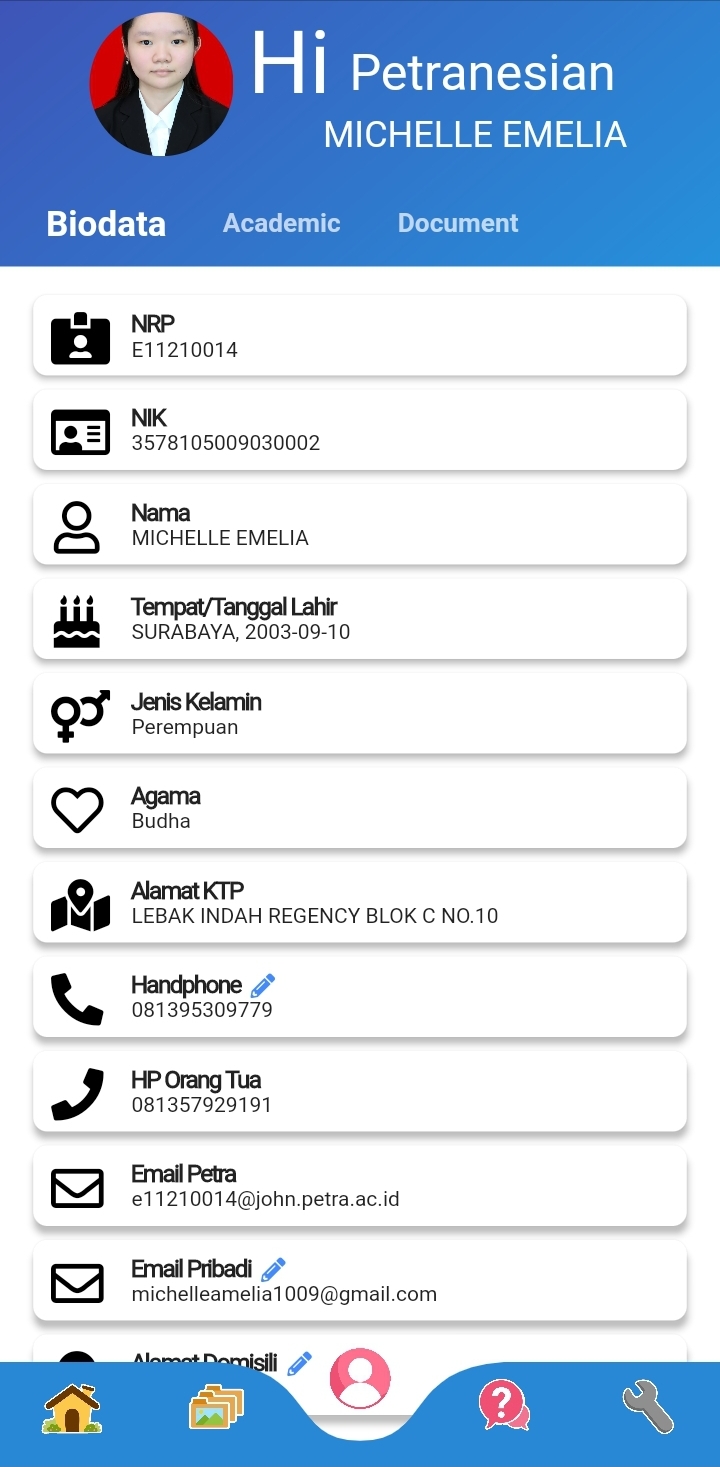 Hi Petranesian
MICHELLE EMELIA
Biodata Academic Document
NRP
E11210014
NIK
3578105009030002
Nama
MICHELLE EMELIA
Tempat/Tanggal Lahir
SURABAYA, 2003-09-10
Jenis Kelamin
Perempuan
Agama
Budha
Alamat KTP
LEBAK INDAH REGENCY BLOK C NO.10
Handphone
081395309779
HP Orang Tua
081357929191
Email Petra
e11210014@john.petra.ac.id
Email Pribadi
michelleamelia1009@gmail.com
Alamat Domisili